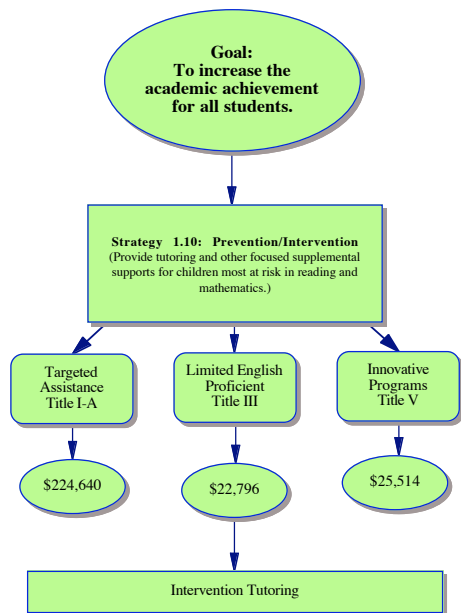 Goal:
To increase the
academic achievement
for all students.
Strategy 1.10: Prevention/Intervention
(Provide tutoring and other focused supplemental
supports for children most at risk in reading and
mathematics.)
Targeted
Assistance
Title I-A
Limited English
Proficient
Title III
Innovative
Programs
Title V
$224,640
$22,796
$25,514
Intervention Tutoring